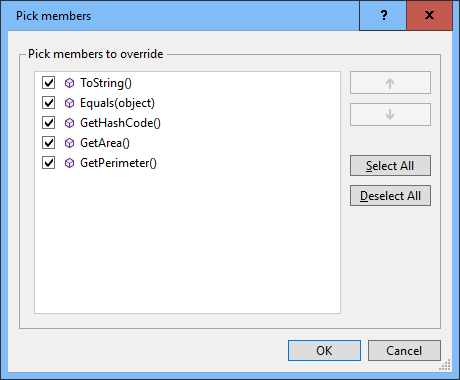 Pick members
?
x
Pick members to override
ToString()
Equals(object)
GetHashCode()
GetArea()
GetPerimeter()
Select All
Deselect All
OK
Cancel